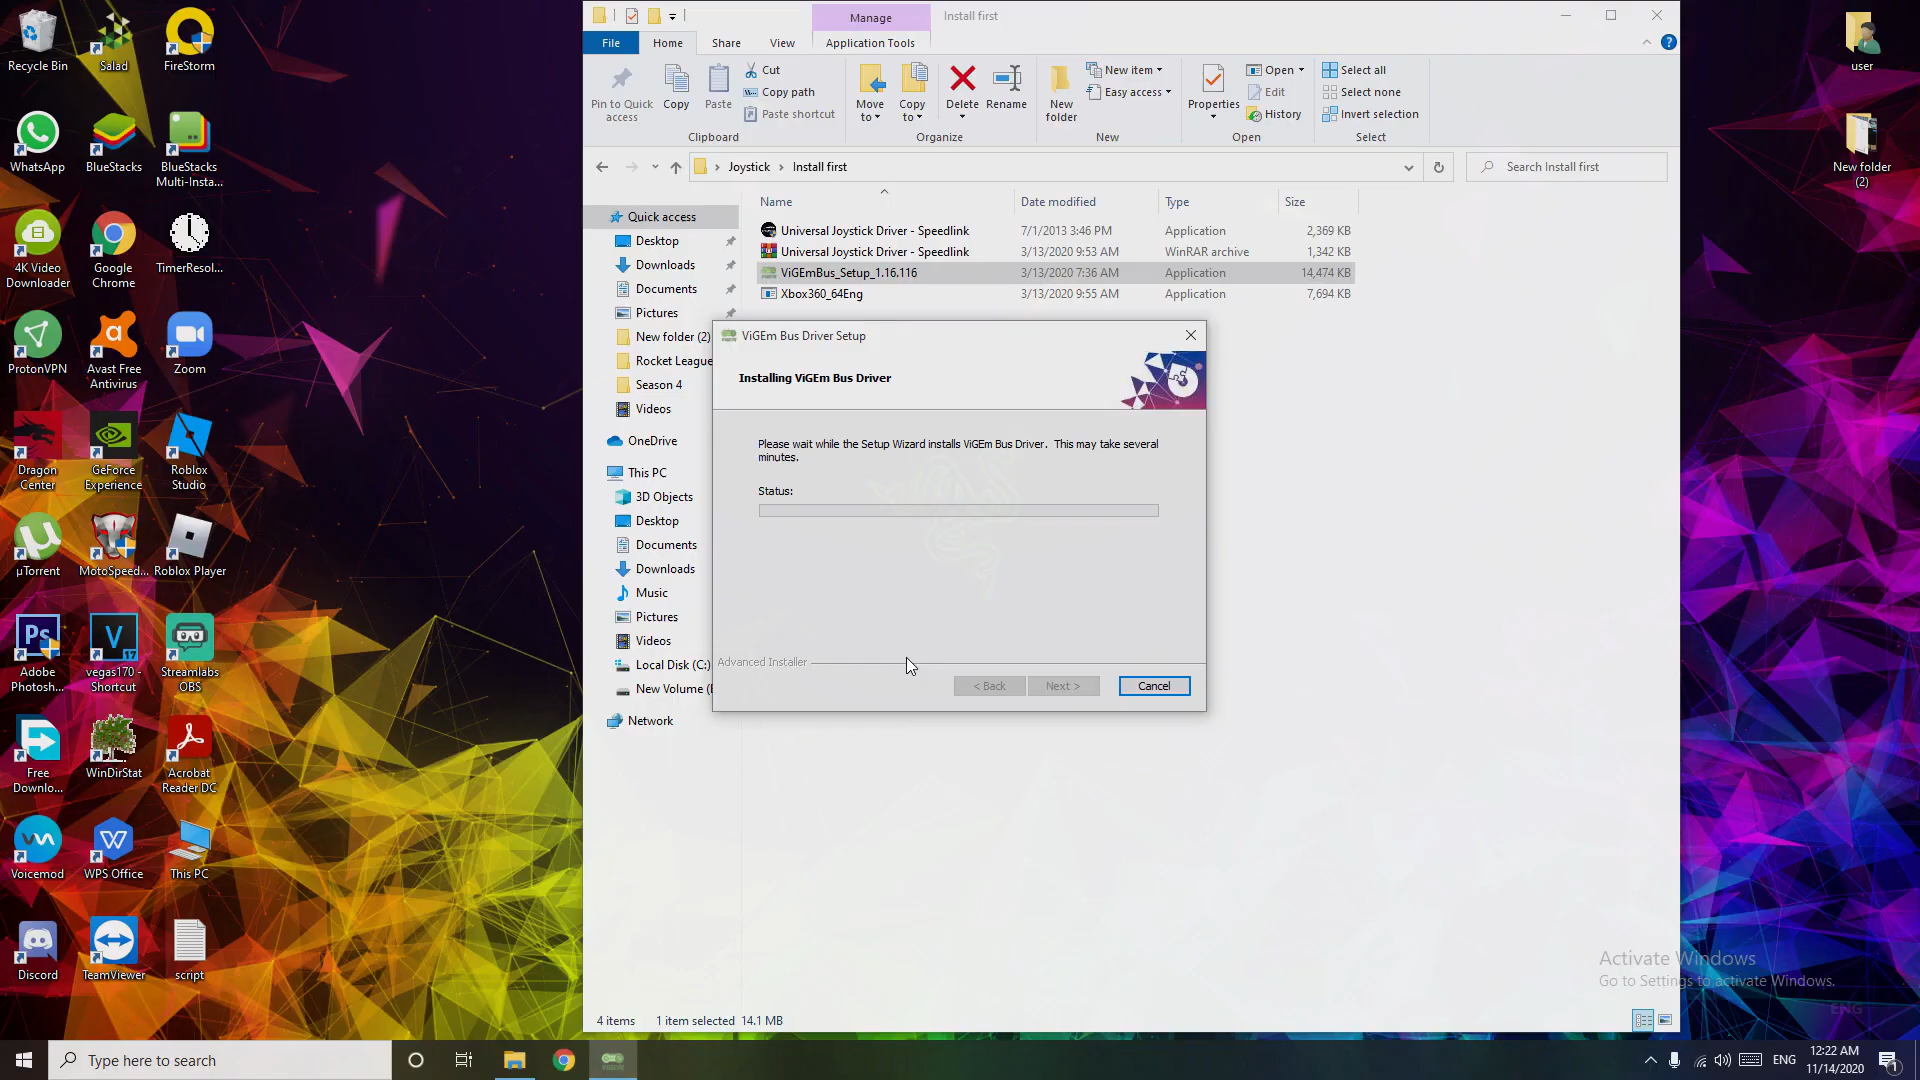 Recycle Bin
Salad
FireStorm
WhatsApp
BlueStacks
BlueStacks
Multi-Insta...
4K Video
Downloader
Google
Chrome
TimerResol...
ProtonVPN
Avast Free
Antivirus
Zoom
Dragon
Center
GeForce
Experience
Roblox
Studio
µTorrent
MotoSpeed...
Roblox Player
Adobe
Photosh...
vegas170 -
Shortcut
Streamlabs
OBS
Free
Downlo...
WinDirStat
Acrobat
Reader DC
Voicemod
WPS Office
This PC
Discord
TeamViewer
script
user
New folder
(2)
Manage
Install first
File
Home
Share
View
Application Tools
Pin to Quick
access
Copy
Paste
Cut
Copy path
Paste shortcut
Clipboard
Move
to
Copy
to
Delete
Rename
Organize
New
folder
New item
Easy access
New
Properties
Open
Edit
History
Open
Select all
Select none
Invert selection
Select
Joystick
Install first
Search Install first
Name
Date modified
Type
Size
Universal Joystick Driver - Speedlink 7/1/2013 3:46 PM Application 2,369 KB
Universal Joystick Driver - Speedlink 3/13/2020 9:53 AM WinRAR archive 1,342 KB
ViGEmBus_Setup_1.16.116 3/13/2020 7:36 AM Application 14,474 KB
Xbox360_64Eng 3/13/2020 9:55 AM Application 7,694 KB
Quick access
Desktop
Downloads
Documents
Pictures
New folder (2)
Rocket League
Season 4
Videos
OneDrive
This PC
3D Objects
Desktop
Documents
Downloads
Music
Pictures
Videos
Local Disk (C:)
New Volume (
Network
ViGEm Bus Driver Setup
Installing ViGEm Bus Driver
Please wait while the Setup Wizard installs ViGEm Bus Driver. This may take several
minutes.
Status:
Advanced Installer
< Back
Next >
Cancel
Activate Windows
Go to Settings to activate Windows.
ENG
4 items
1 item selected 14.1 MB
Type here to search
ENG
12:22 AM
11/14/2020
1